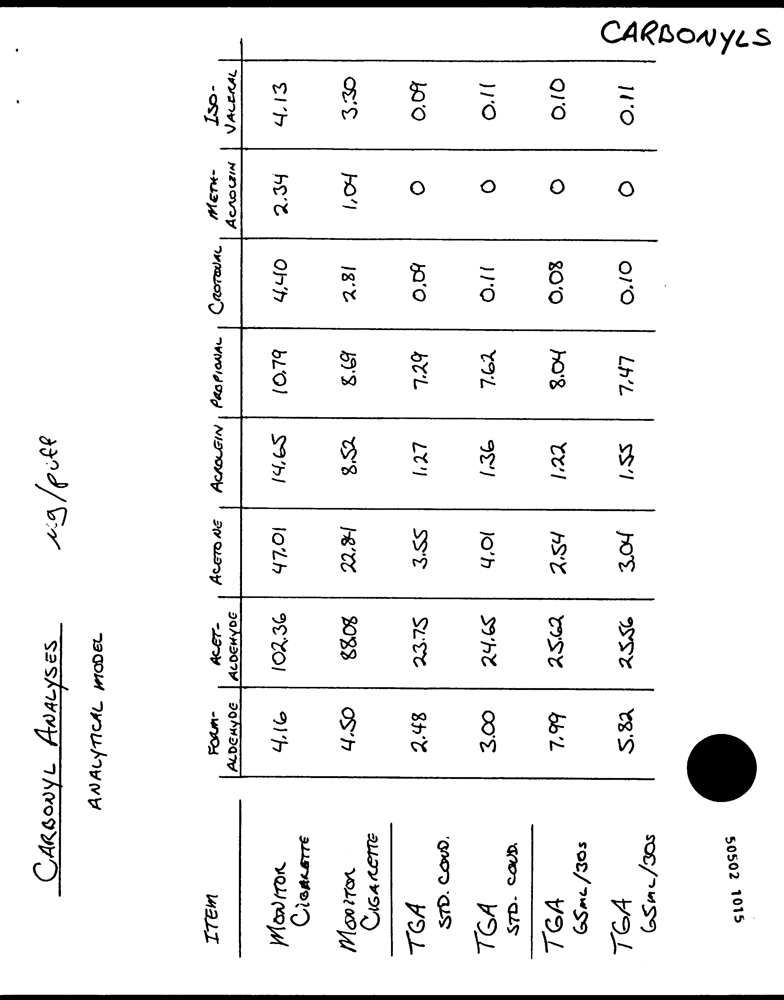 CARBONYLS
CARBONYL ANALYSES ug/puff
ANALYTICAL MODEL
ITEM FORM-ALDEHYDE ACET-ALDEHYDE ACETONE ACROLEIN PROPIONAL CROTONAL METH-ACROLEIN ISO-VALERAL
MONITOR CIGARETTE 4.16 102.36 47.01 14.65 10.79 4.40 2.34 4.13
MONITOR CIGARETTE 4.50 88.08 22.84 8.52 8.69 2.81 1.04 3.30
TGA STD. COND. 2.48 23.75 3.55 1.27 7.29 0.09 0 0.09
TGA STD. COND. 3.00 24.65 4.01 1.36 7.62 0.11 0 0.11
TGA 65mL/30s 7.99 25.62 2.54 1.22 8.04 0.08 0 0.10
TGA 65mL/30s 5.82 25.56 3.04 1.55 7.47 0.10 0 0.11
50502 1015